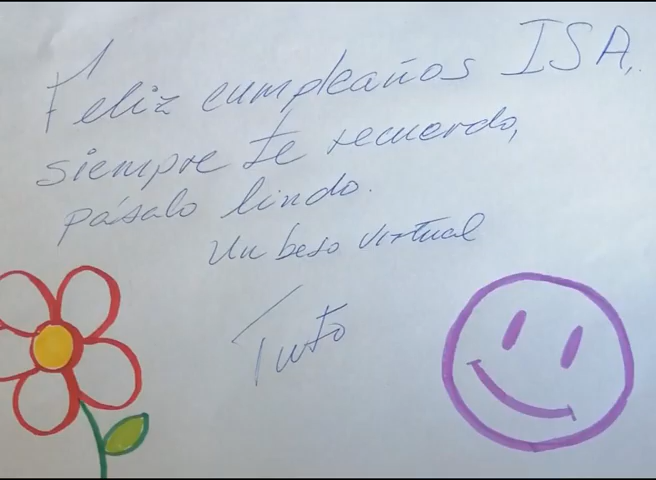 Feliz cumpleaños ISA,
siempre te recuerdo,
pásalo lindo.
Un beso virtual
Tuto